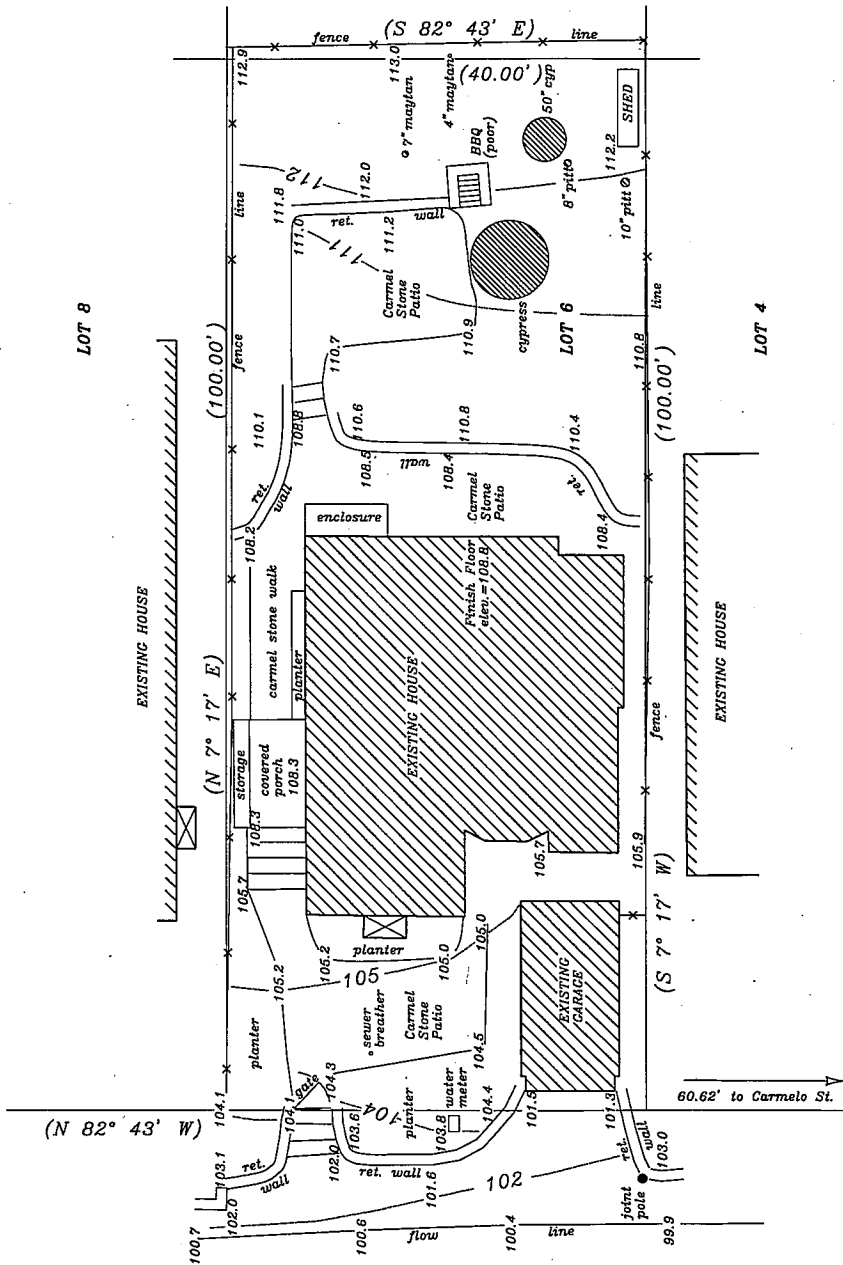 (S 82° 43' E)
fence
line
112.9
113.0
(40.00')
7" maytan
4" maytan
50" cyp
BBQ
(poor)
SHED
112.2
8" pitt
10" pitt
112
112.0
111.8
111.0
ret.
wall
111.2
111
line
LOT 8
Carmel
Stone
Patio
cypress
LOT 6
line
LOT 4
fence
(100.00')
110.7
110.9
110.8
(100.00')
110.1
108.8
110.6
110.8
110.4
108.5
wall
108.4
ret.
ret.
wall
108.2
Carmel
Stone
Patio
108.4
enclosure
EXISTING HOUSE
carmel stone walk
planter
Finish Floor
elev.=108.8
EXISTING HOUSE
EXISTING HOUSE
(N 7° 17' E)
storage
covered
porch
108.3
fence
108.3
105.7
105.7
105.9
(S 7° 17' W)
105.2
105.2
planter
105.0
105.0
105
planter
sewer
breather
Carmel
Stone
Patio
104.5
EXISTING
GARAGE
104.1
104.1
gate
104.3
104
planter
water
meter
104.4
101.5
101.3
60.62' to Carmelo St.
(N 82° 43' W)
103.6
103.8
103.1
ret.
wall
102.0
ret. wall
101.6
102
ret.
wall
103.0
102.0
joint
pole
100.7
100.6
flow
100.4
line
99.9